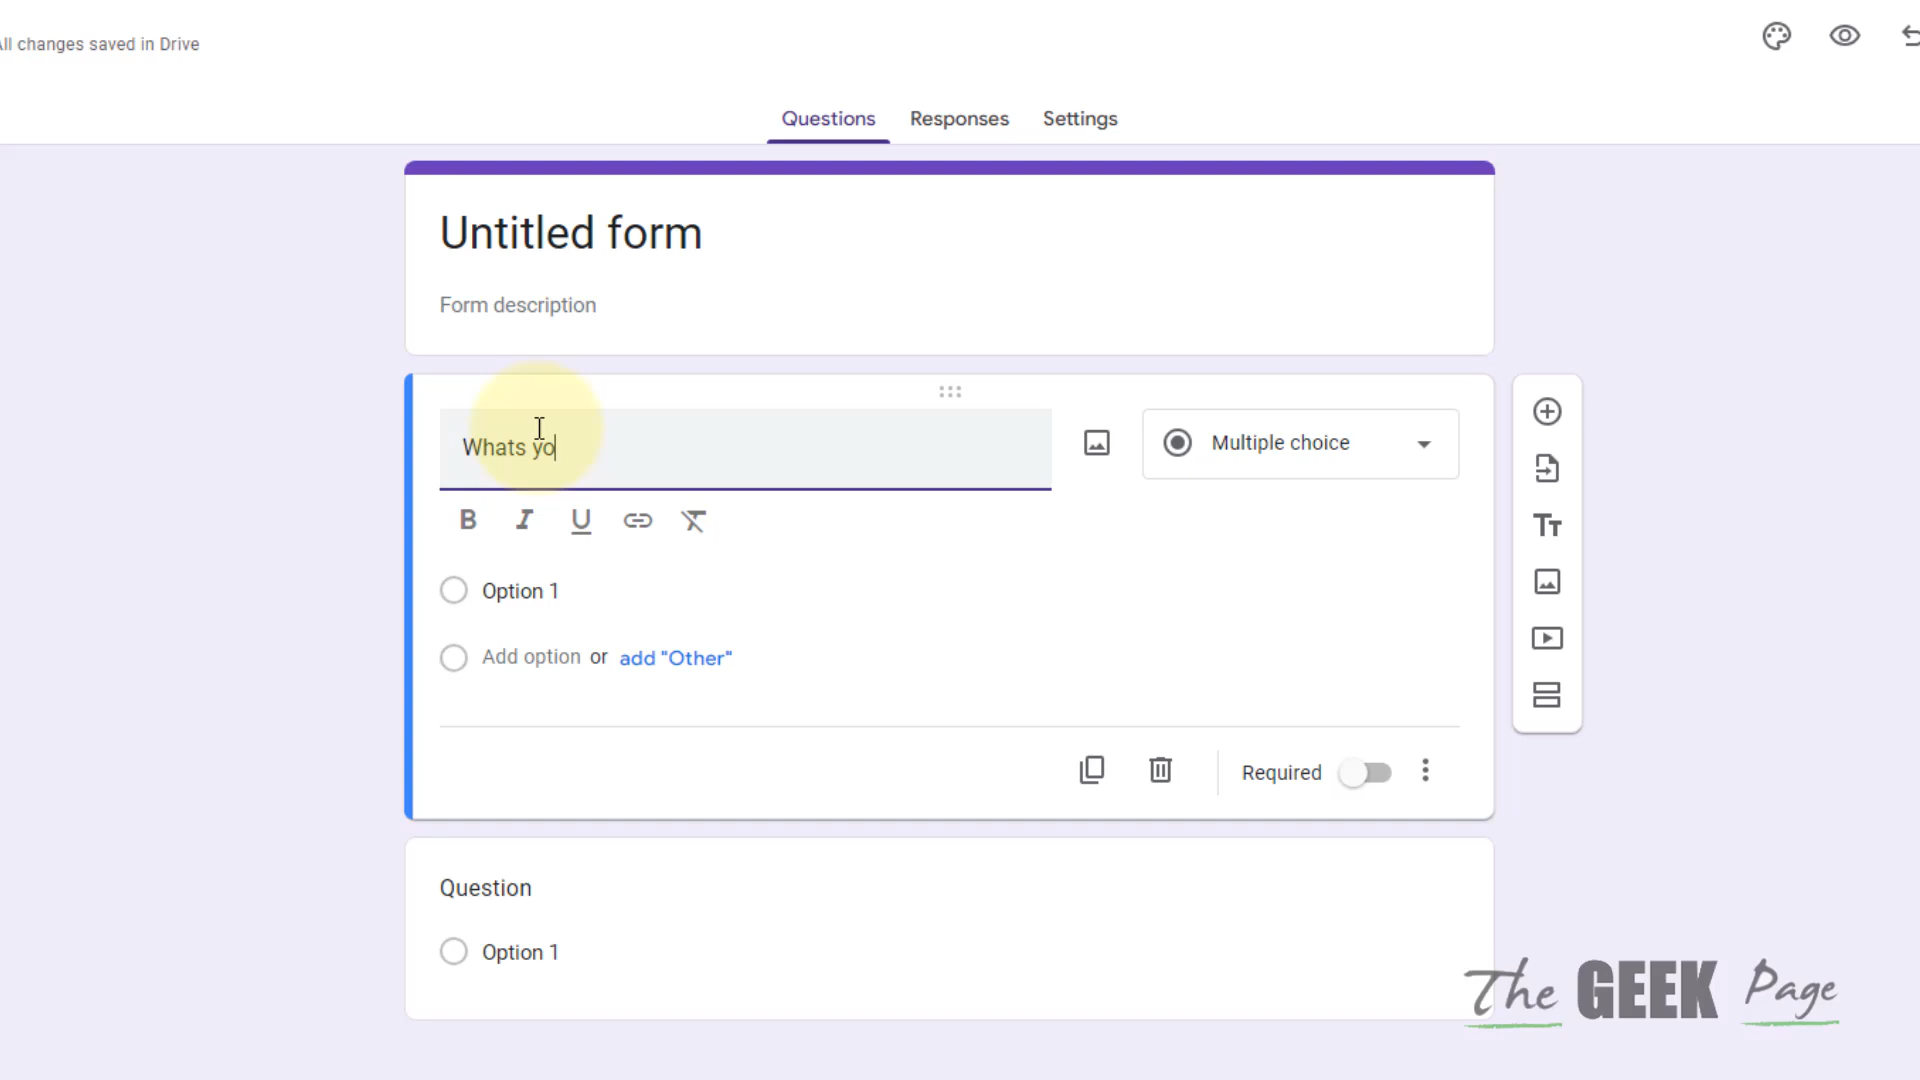 All changes saved in Drive
Questions Responses Settings
Untitled form
Form description
Whats yo
Multiple choice
B I U
Option 1
Add option or add "Other"
Required
Question
Option 1
The GEEK Page